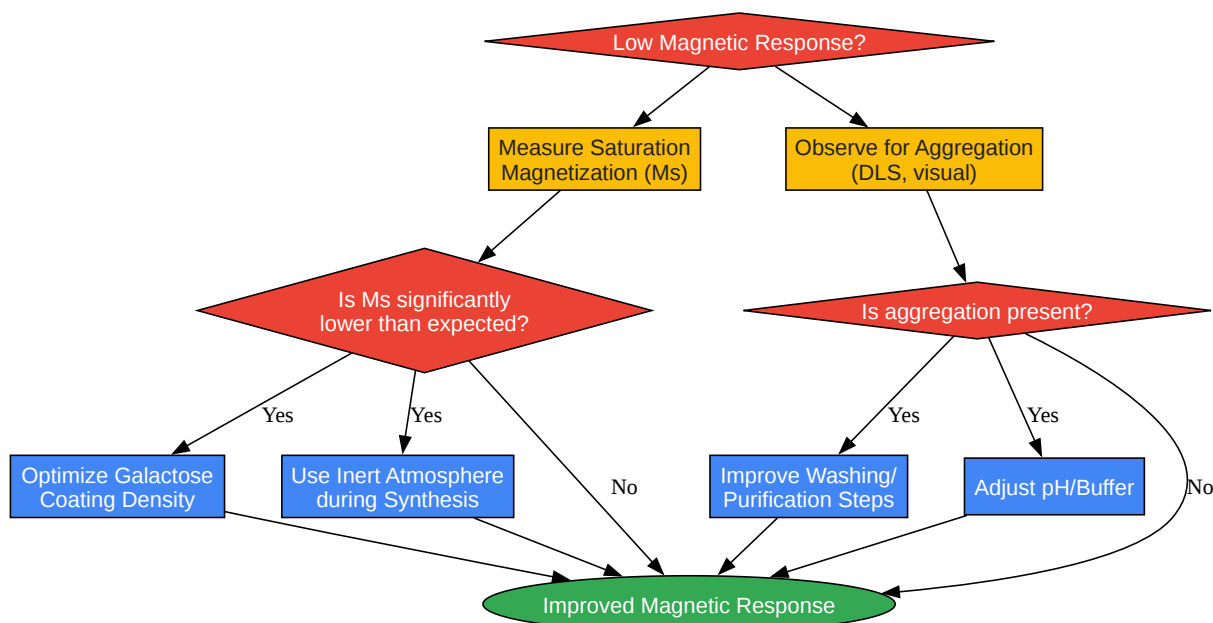 Low Magnetic Response?
Measure Saturation
Magnetization (Ms)
Observe for Aggregation
(DLS, visual)
Is Ms significantly
lower than expected?
Is aggregation present?
Yes
Yes
No
Yes
Yes
No
Optimize Galactose
Coating Density
Use Inert Atmosphere
during Synthesis
Improve Washing/
Purification Steps
Adjust pH/Buffer
Improved Magnetic Response